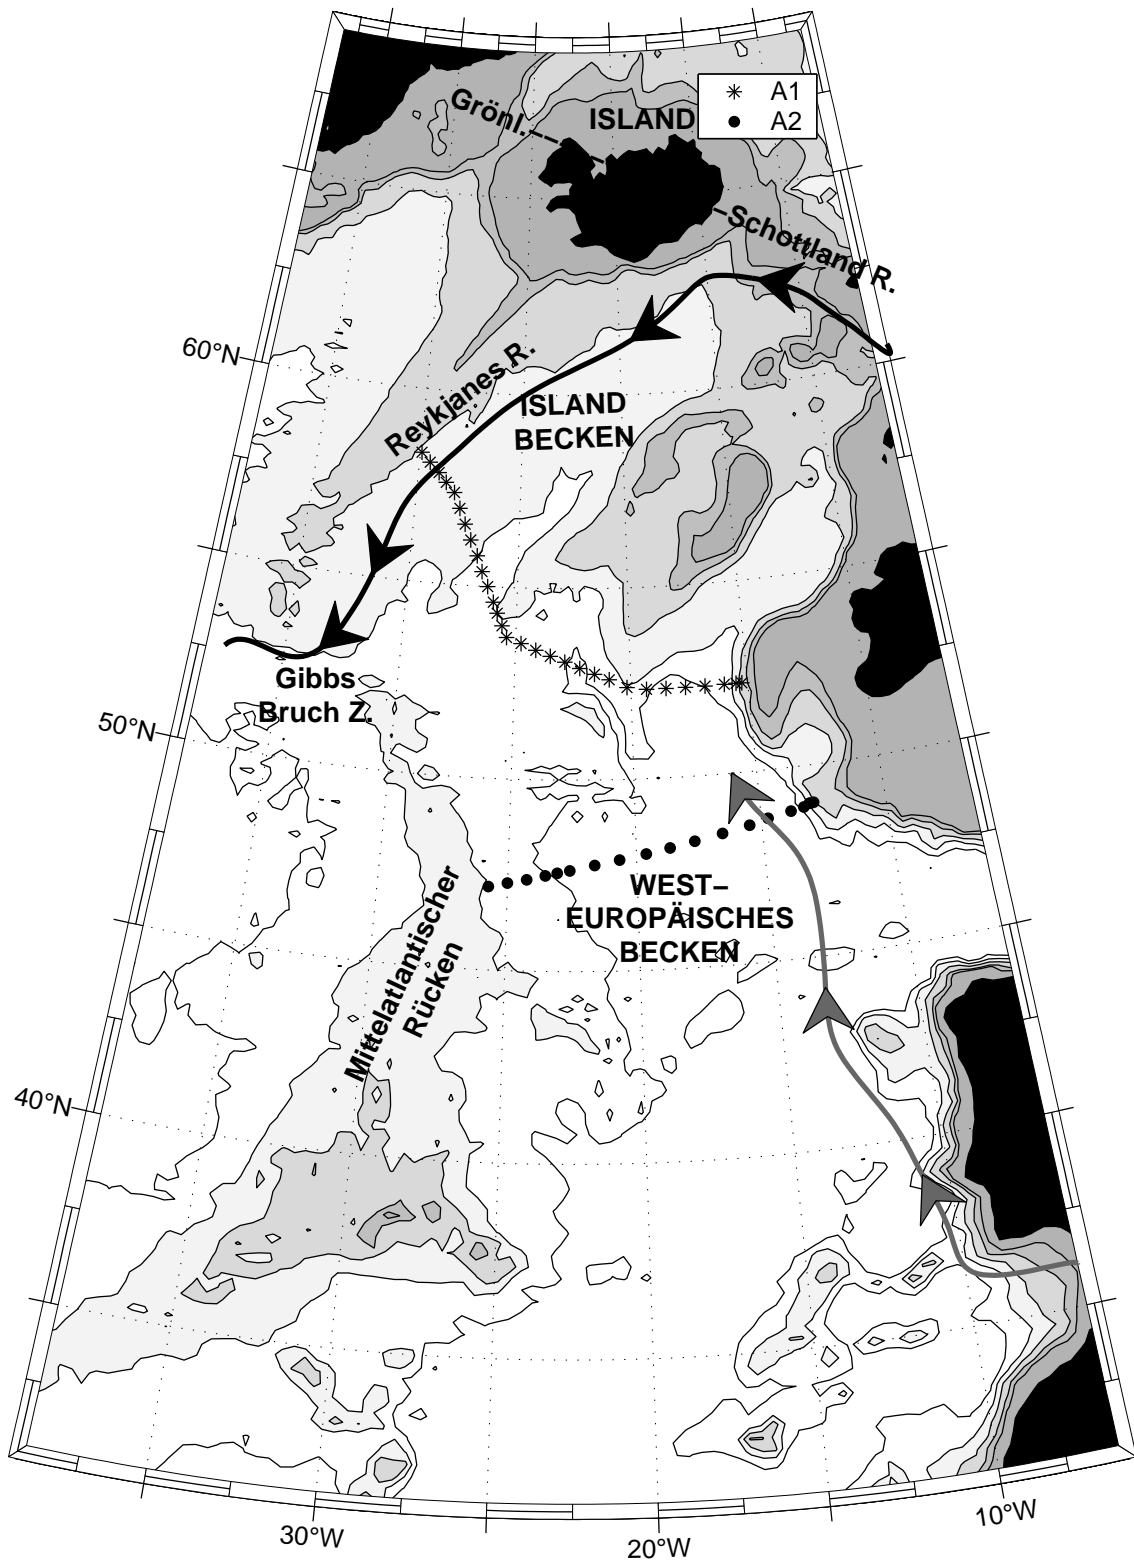 A1
A2
Grönl.
ISLAND
Schottland R.
60°N
Reykjanes R.
ISLAND
BECKEN
Gibbs
Bruch Z.
50°N
WEST–
EUROPÄISCHES
BECKEN
Mittelatlantischer
Rücken
40°N
30°W
20°W
10°W